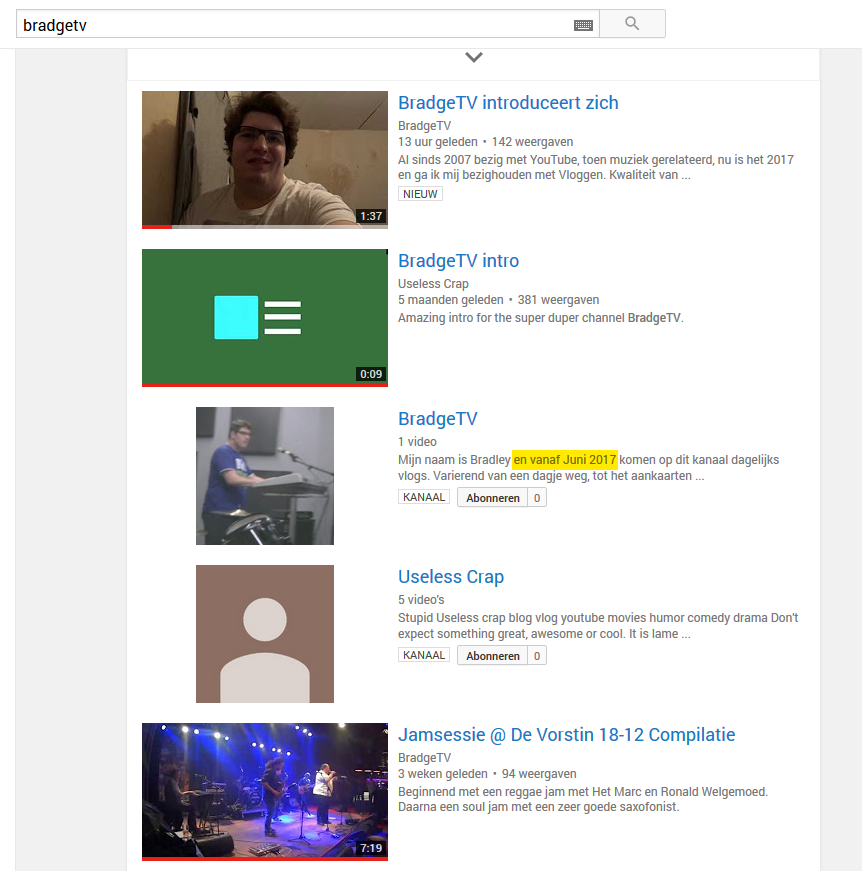 bradgetv
BradgeTV introduceert zich
BradgeTV
13 uur geleden • 142 weergaven
Al sinds 2007 bezig met YouTube, toen muziek gerelateerd, nu is het 2017
en ga ik mij bezighouden met Vloggen. Kwaliteit van ...
NIEUW
1:37
BradgeTV intro
Useless Crap
5 maanden geleden • 381 weergaven
Amazing intro for the super duper channel BradgeTV.
0:09
BradgeTV
1 video
Mijn naam is Bradley en vanaf Juni 2017 komen op dit kanaal dagelijks
vlogs. Varierend van een dagje weg, tot het aankaarten ...
KANAAL Abonneren 0
Useless Crap
5 video's
Stupid Useless crap blog vlog youtube movies humor comedy drama Don't
expect something great, awesome or cool. It is lame ...
KANAAL Abonneren 0
Jamsessie @ De Vorstin 18-12 Compilatie
BradgeTV
3 weken geleden • 94 weergaven
Beginnend met een reggae jam met Het Marc en Ronald Welgemoed.
Daarna een soul jam met een zeer goede saxofonist.
7:19